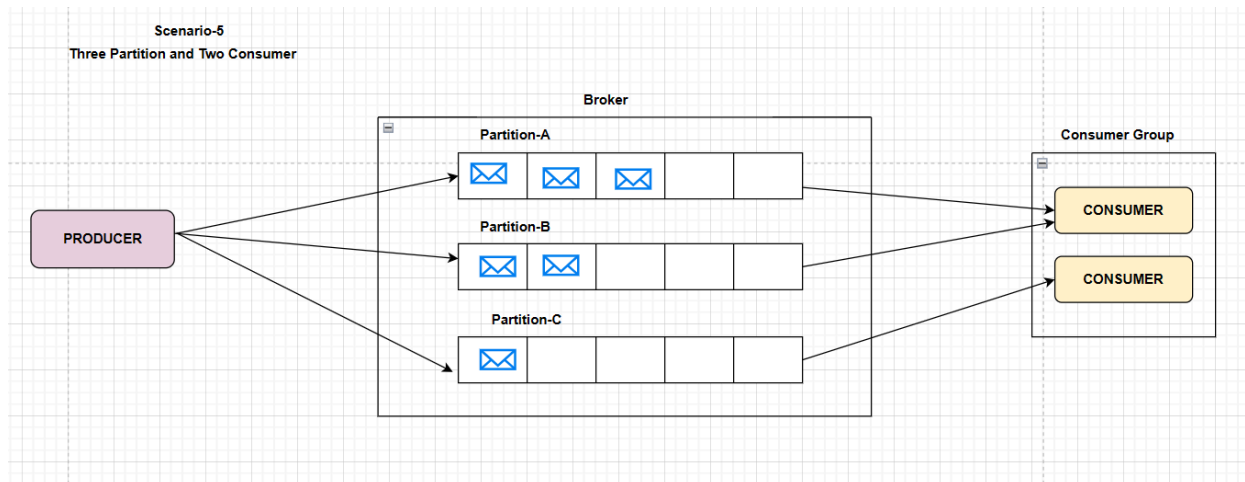 Scenario-5
Three Partition and Two Consumer
Broker
Partition-A
Consumer Group
CONSUMER
PRODUCER
Partition-B
CONSUMER
Partition-C